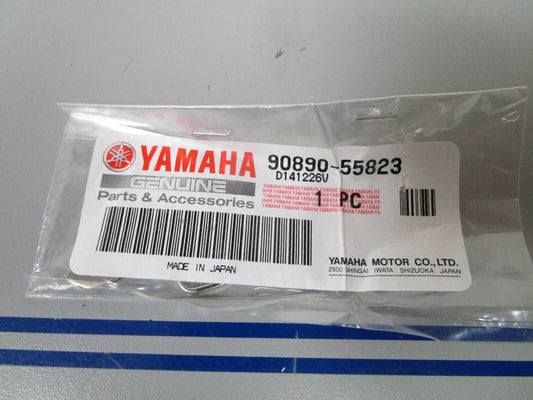 YAMAHA 90890-55823
GENUINE D141226V
Parts & Accessories 1 PC
MADE IN JAPAN
YAMAHA MOTOR CO., LTD.
2500 SHINGAI IWATA SHIZUOKA JAPAN